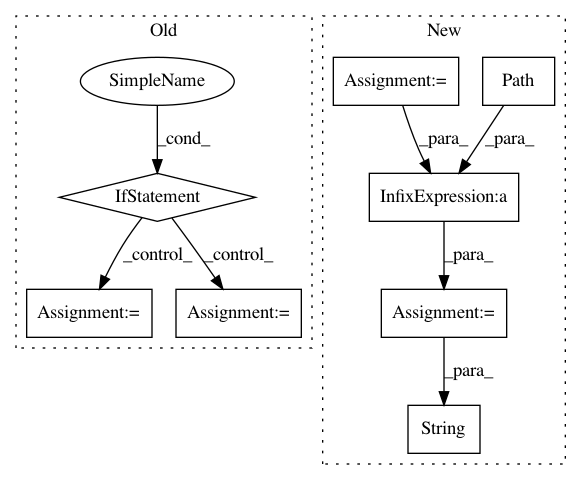 Old
New
SimpleName
Assignment:=
Path
_cond_
_para_
_para_
IfStatement
InfixExpression:a
_control_
_control_
_para_
Assignment:=
Assignment:=
Assignment:=
_para_
String